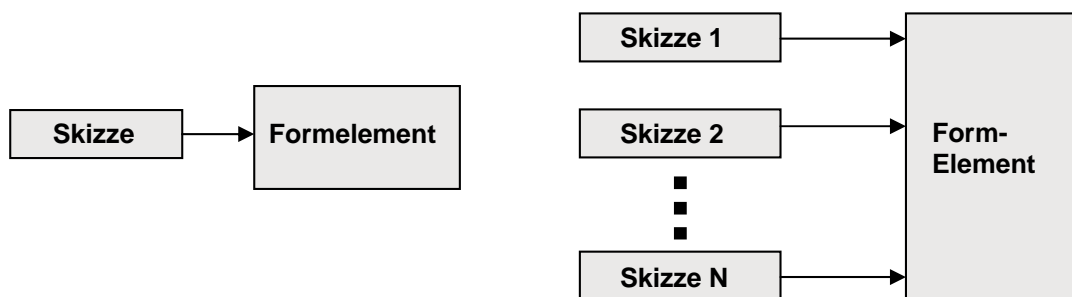 Skizze
Formelement
Skizze 1
Skizze 2
Skizze N
Form-
Element